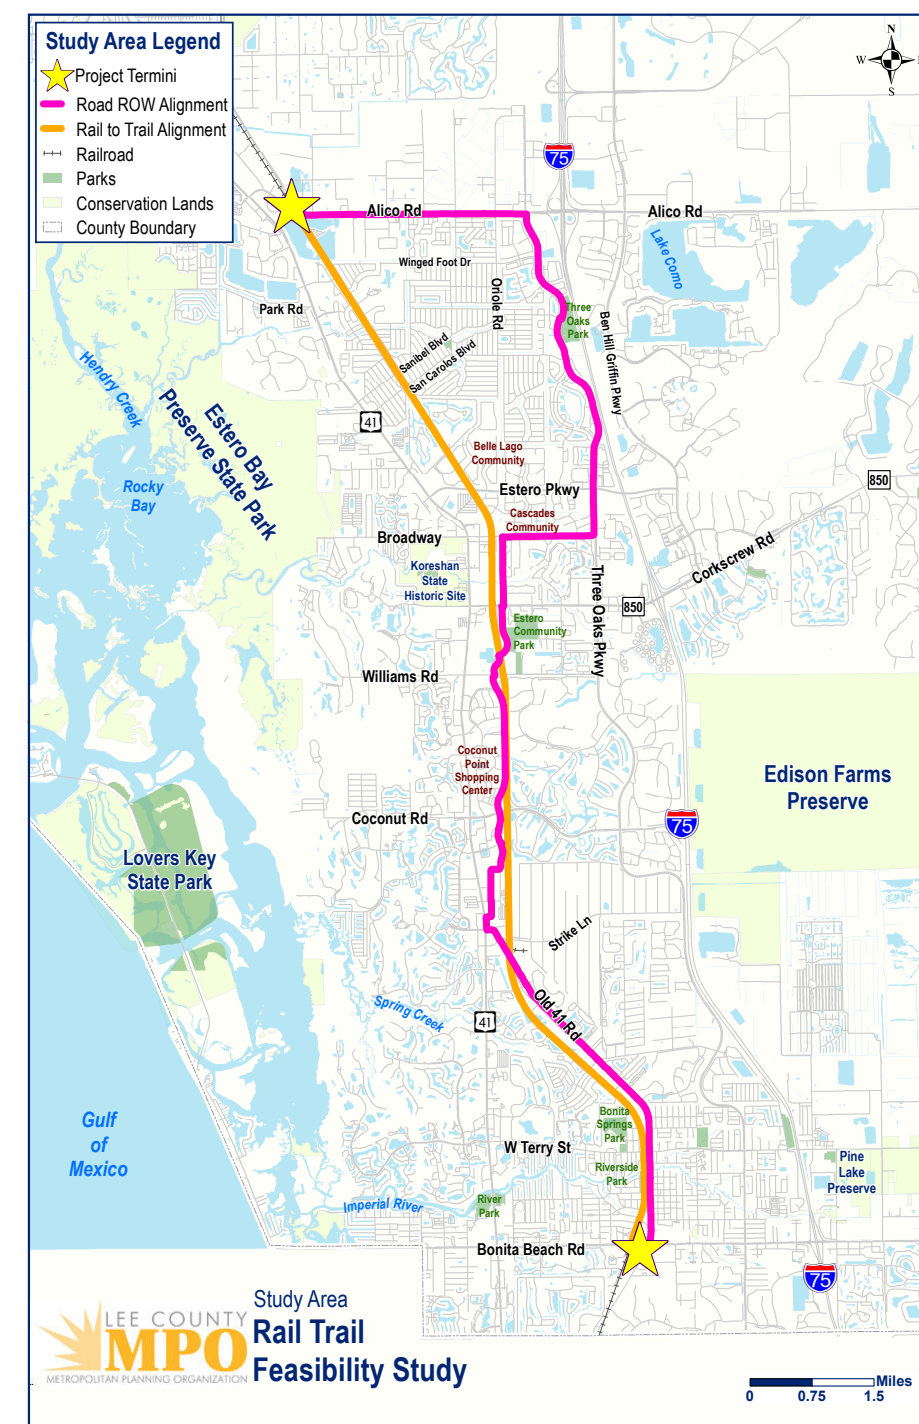 Study Area Legend
Project Termini
Road ROW Alignment
Rail to Trail Alignment
Railroad
Parks
Conservation Lands
County Boundary
N
W
S
75
Alico Rd
Alico Rd
Winged Foot Dr
Lake Como
Oriole Rd
Park Rd
Three
Oaks
Park
Ben Hill Griffin Pkwy
Sanibel Blvd
San Carolos Blvd
Hendry Creek
Estero Bay
Preserve State Park
41
Belle Lago
Community
Rocky
Bay
Estero Pkwy
850
Cascades
Community
Broadway
Corkscrew Rd
Koreshan
State
Historic Site
Three Oaks Pkwy
850
Estero
Community
Park
Williams Rd
Coconut
Point
Shopping
Center
Edison Farms
Preserve
Coconut Rd
75
Lovers Key
State Park
Strike Ln
Old 41 Rd
Spring Creek
41
Gulf
of
Mexico
Bonita
Springs
Park
W Terry St
Riverside
Park
Pine
Lake
Preserve
River
Park
Imperial River
Bonita Beach Rd
75
LEE COUNTY
MPO
METROPOLITAN PLANNING ORGANIZATION
Study Area
Rail Trail
Feasibility Study
Miles
0 0.75 1.5